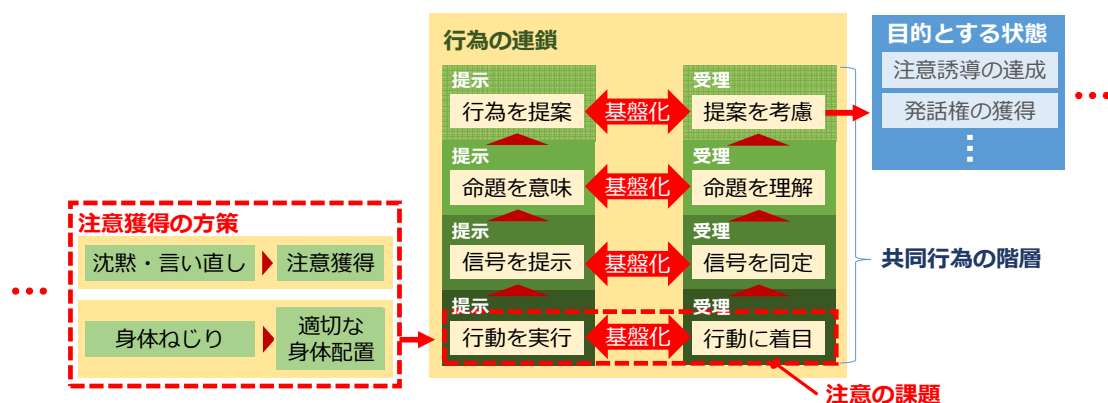 行為の連鎖
目的とする状態
注意誘導の達成
発話権の獲得
提示
受理
行為を提案
基盤化
提案を考慮
提示
受理
命題を意味
基盤化
命題を理解
提示
受理
信号を提示
基盤化
信号を同定
提示
受理
行動を実行
基盤化
行動に着目
共同行為の階層
注意獲得の方策
沈黙・言い直し
注意獲得
身体ねじり
適切な
身体配置
注意の課題